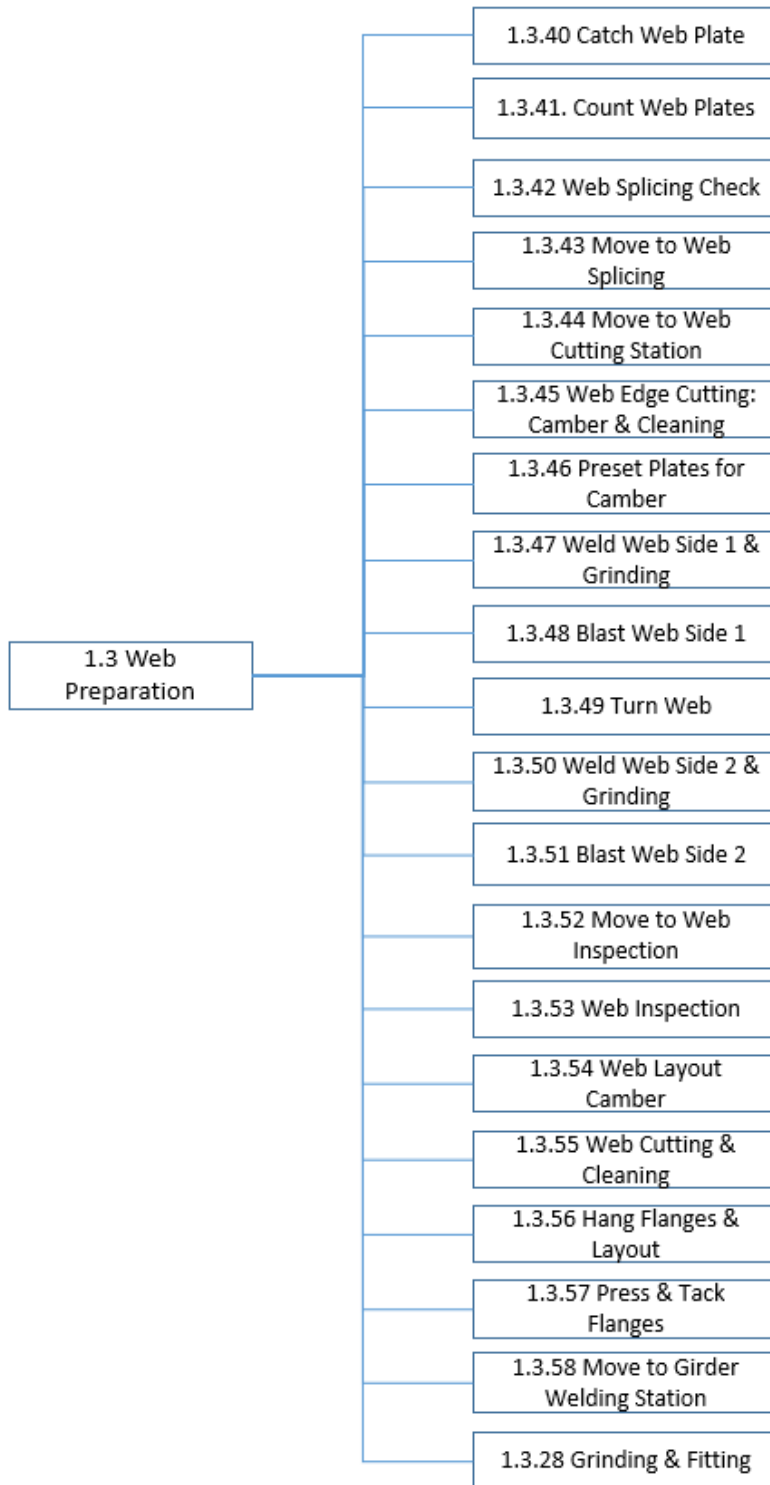 1.3.40 Catch Web Plate
1.3.41. Count Web Plates
1.3.42 Web Splicing Check
1.3.43 Move to Web
Splicing
1.3.44 Move to Web
Cutting Station
1.3.45 Web Edge Cutting:
Camber & Cleaning
1.3.46 Preset Plates for
Camber
1.3.47 Weld Web Side 1 &
Grinding
1.3.48 Blast Web Side 1
1.3 Web
Preparation
1.3.49 Turn Web
1.3.50 Weld Web Side 2 &
Grinding
1.3.51 Blast Web Side 2
1.3.52 Move to Web
Inspection
1.3.53 Web Inspection
1.3.54 Web Layout
Camber
1.3.55 Web Cutting &
Cleaning
1.3.56 Hang Flanges &
Layout
1.3.57 Press & Tack
Flanges
1.3.58 Move to Girder
Welding Station
1.3.28 Grinding & Fitting